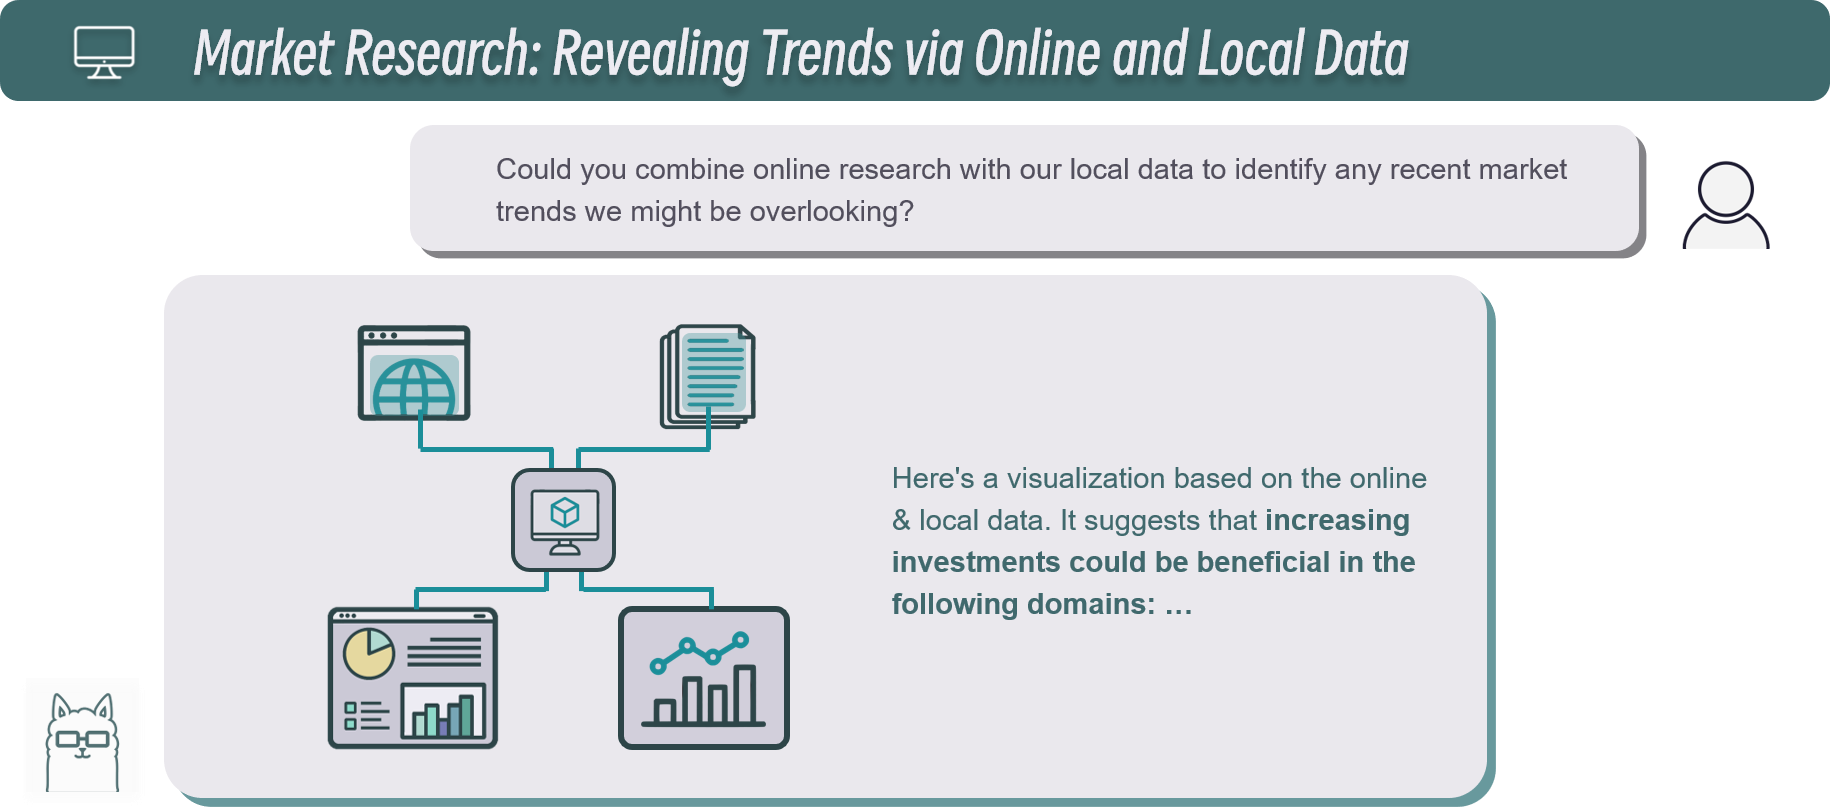 Market Research: Revealing Trends via Online and Local Data
Could you combine online research with our local data to identify any recent market
trends we might be overlooking?
Here's a visualization based on the online
& local data. It suggests that increasing
investments could be beneficial in the
following domains: …